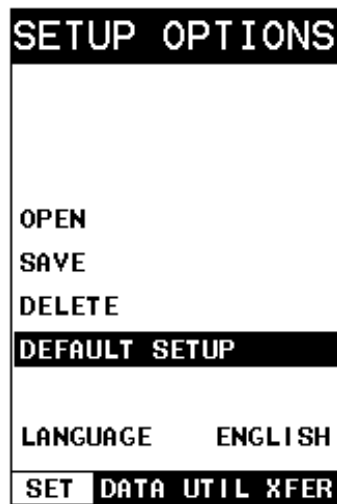 SETUP OPTIONS
OPEN
SAVE
DELETE
DEFAULT SETUP
LANGUAGE ENGLISH
SET DATA UTIL XFER